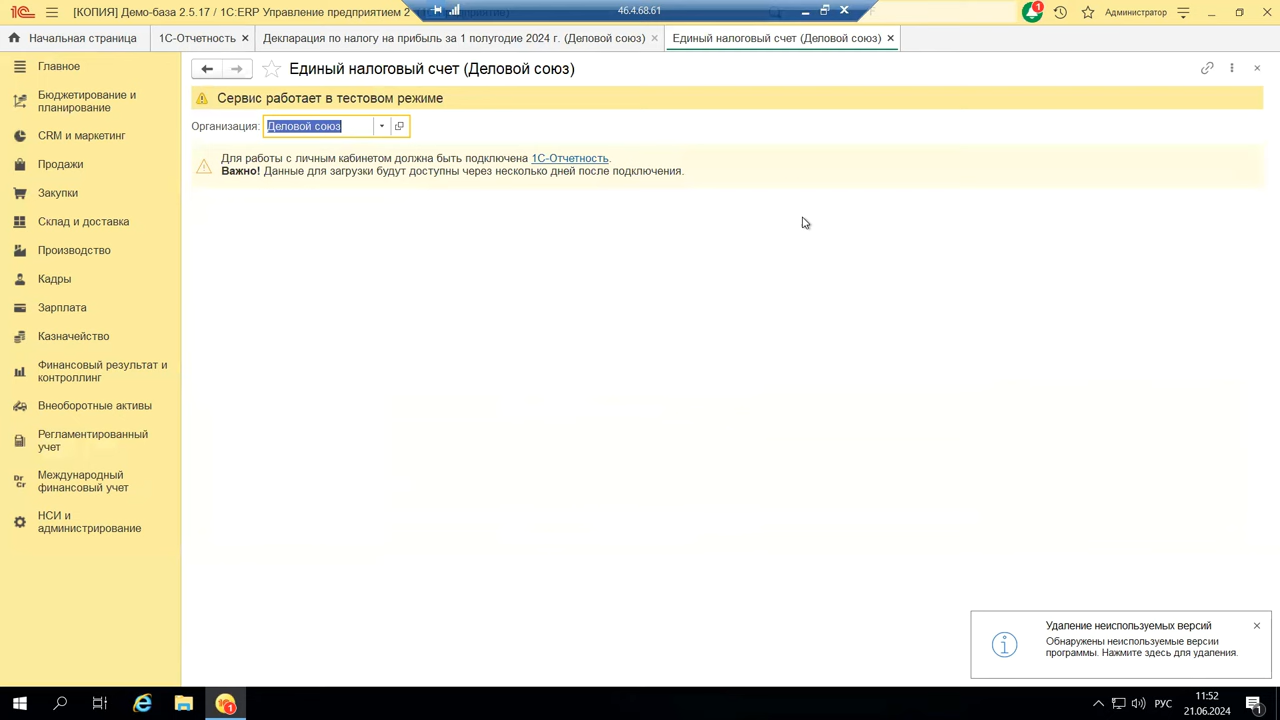 [КОПИЯ] Демо-база 2.5.17 / 1С:ERP Управление предприятием 2
46.4.68.61
1
Администратор
Начальная страница
1С-Отчетность
Декларация по налогу на прибыль за 1 полугодие 2024 г. (Деловой союз)
Единый налоговый счет (Деловой союз)
Главное
Бюджетирование и
планирование
CRM и маркетинг
Продажи
Закупки
Склад и доставка
Производство
Кадры
Зарплата
Казначейство
Финансовый результат и
контроллинг
Внеоборотные активы
Регламентированный
учет
Dr
Cr
Международный
финансовый учет
НСИ и
администрирование
Единый налоговый счет (Деловой союз)
Сервис работает в тестовом режиме
Организация: Деловой союз
Для работы с личным кабинетом должна быть подключена 1С-Отчетность.
Важно! Данные для загрузки будут доступны через несколько дней после подключения.
Удаление неиспользуемых версий
Обнаружены неиспользуемые версии
программы. Нажмите здесь для удаления.
1
РУС
11:52
21.06.2024
1